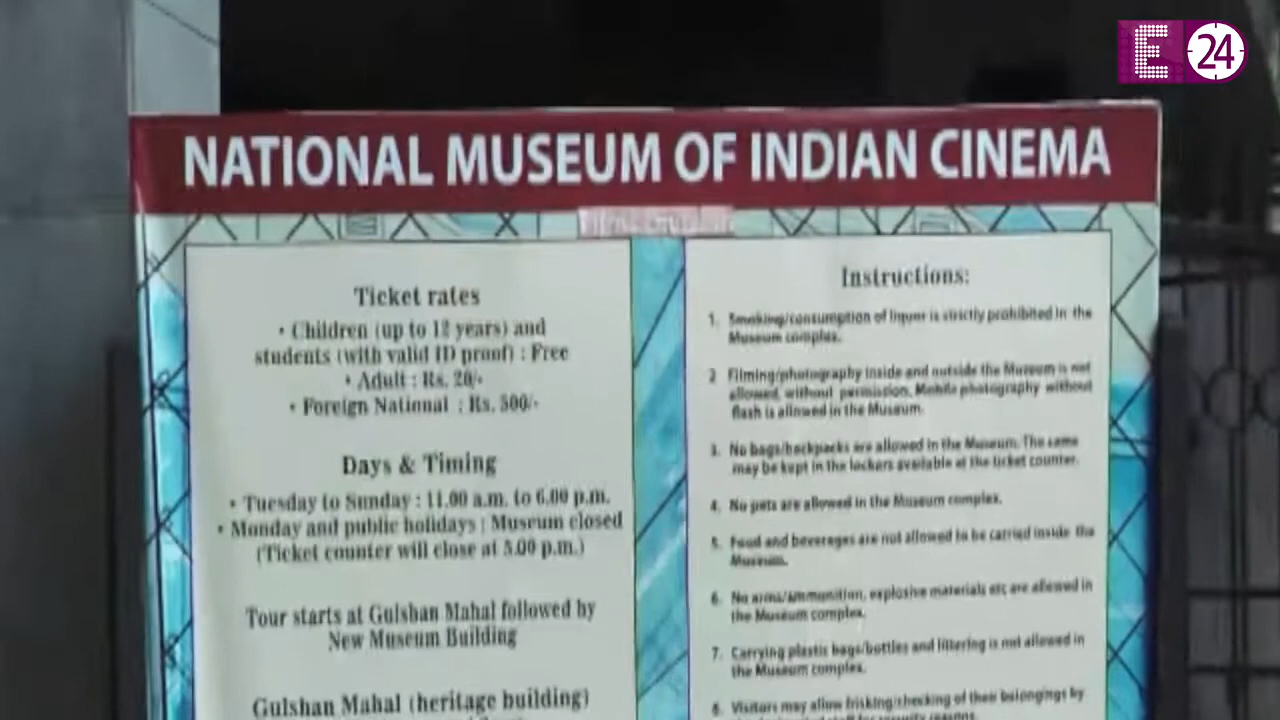 E 24
NATIONAL MUSEUM OF INDIAN CINEMA
Ticket rates
• Children (up to 12 years) and
students (with valid ID proof) : Free
• Adult : Rs. 20/-
• Foreign National : Rs. 500/-
Days & Timing
• Tuesday to Sunday : 11.00 a.m. to 6.00 p.m.
• Monday and public holidays : Museum closed
(Ticket counter will close at 5.00 p.m.)
Tour starts at Gulshan Mahal followed by
New Museum Building
Gulshan Mahal (heritage building)
Instructions:
1. Smoking/consumption of liquor is strictly prohibited in the
Museum complex.
2 Filming/photography inside and outside the Museum is not
allowed, without permission. Mobile photography without
flash is allowed in the Museum.
3. No bags/backpacks are allowed in the Museum. The same
may be kept in the lockers available at the ticket counter.
4. No pets are allowed in the Museum complex.
5. Food and beverages are not allowed to be carried inside the
Museum.
6. No arms/ammunition, explosive materials etc are allowed in
the Museum complex.
7. Carrying plastic bags/bottles and littering is not allowed in
the Museum complex.
8. Visitors may allow frisking/checking of their belongings by